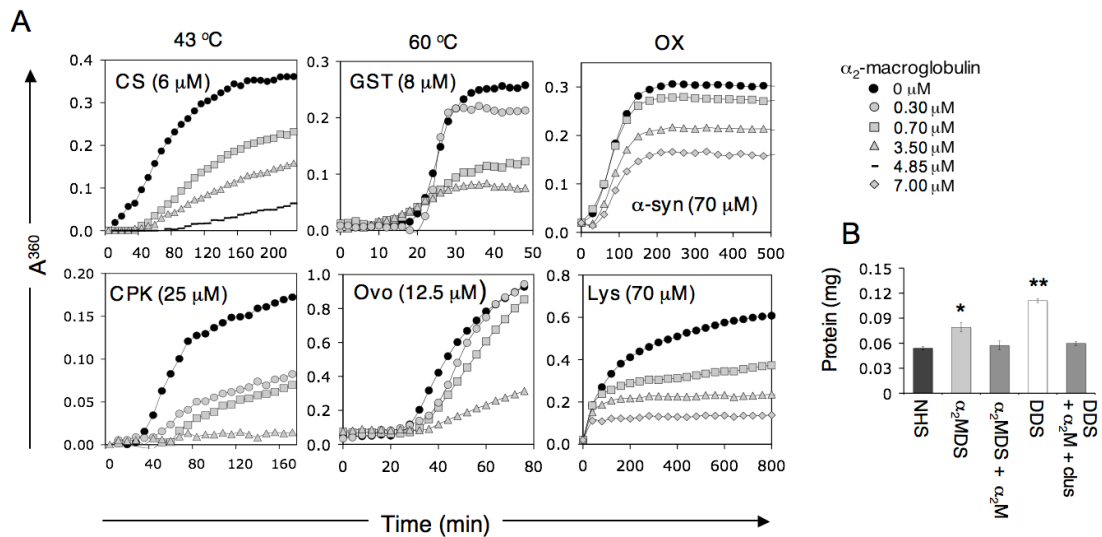 A
43 °C
60 °C
OX
A³⁶⁰
0.4
0.3
0.2
0.1
0.0
CS (6 μM)
0 40 120 200
0.3
0.2
0.1
0.0
GST (8 μM)
0 10 20 30 40 50
0.4
0.3
0.2
0.1
0.0
α-syn (70 μM)
0 100 200 300 400 500
0.20
0.15
0.10
0.05
0.00
CPK (25 μM)
0 40 80 120 160
1.0
0.8
0.6
0.4
0.2
0.0
Ovo (12.5 μM)
0 20 40 60 80
0.8
0.6
0.4
0.2
0.0
Lys (70 μM)
0 200 400 600 800
Time (min)
α₂-macroglobulin
0 μM
0.30 μM
0.70 μM
3.50 μM
4.85 μM
7.00 μM
B
Protein (mg)
0.15
0.12
0.09
0.06
0.03
0
*
**
NHS
α₂MDS
α₂MDS + α₂M
DDS
DDS
+ α₂M + clus